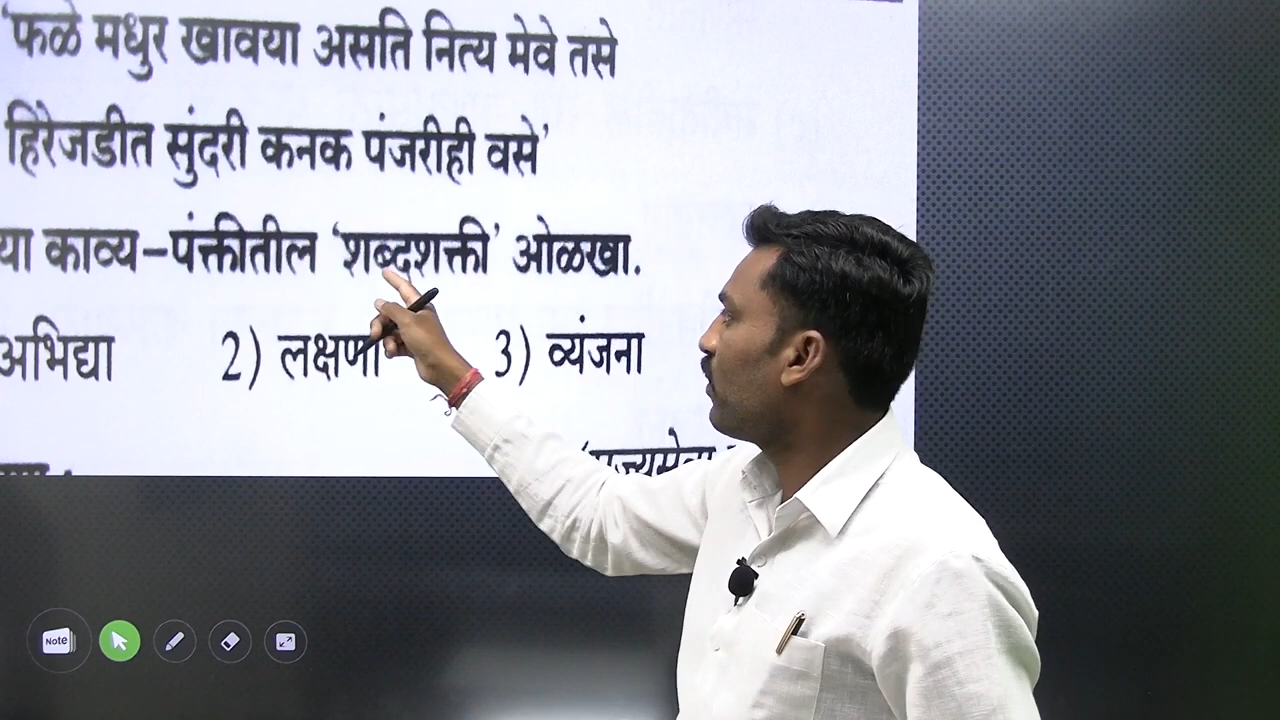 'फळे मधुर खावया असति नित्य मेवे तसे
हिरेजडीत सुंदरी कनक पंजरीही वसे'
या काव्य–पंक्तीतील 'शब्दशक्ती' ओळखा.
अभिद्या 2) लक्षणा 3) व्यंजना
Note